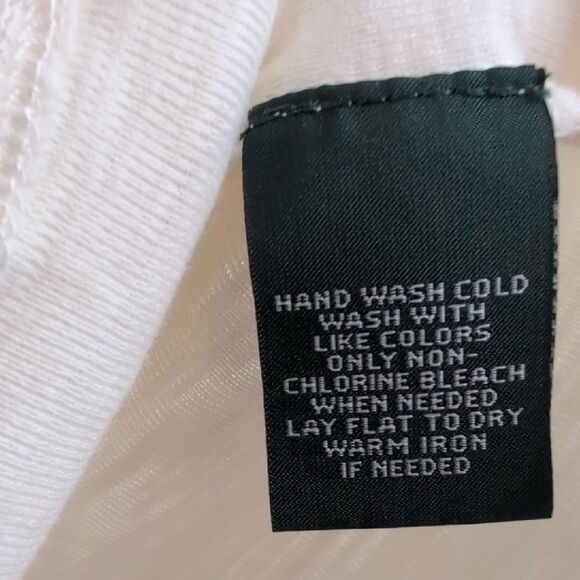 HAND WASH COLD
WASH WITH
LIKE COLORS
ONLY NON-
CHLORINE BLEACH
WHEN NEEDED
LAY FLAT TO DRY
WARM IRON
IF NEEDED